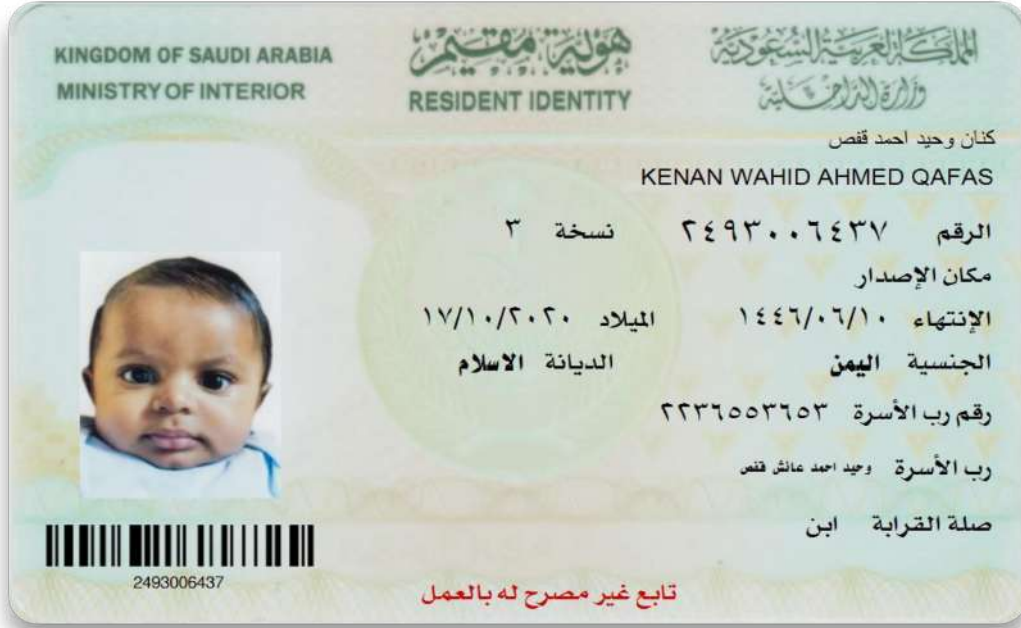 KINGDOM OF SAUDI ARABIA
MINISTRY OF INTERIOR
هوية مقيم
RESIDENT IDENTITY
المملكة العربية السعودية
وزارة الداخلية
كنان وحيد احمد قفص
KENAN WAHID AHMED QAFAS
الرقم ٢٤٩٣٠٠٦٤٣٧ نسخة ٣
مكان الإصدار
الإنتهاء ١٤٤٦/٠٦/١٠ الميلاد ١٧/١٠/٢٠٢٠
الجنسية اليمن الديانة الاسلام
رقم رب الأسرة ٢٢٣٦٥٥٣٦٥٣
رب الأسرة وحيد احمد عائش قفص
صلة القرابة ابن
2493006437
تابع غير مصرح له بالعمل